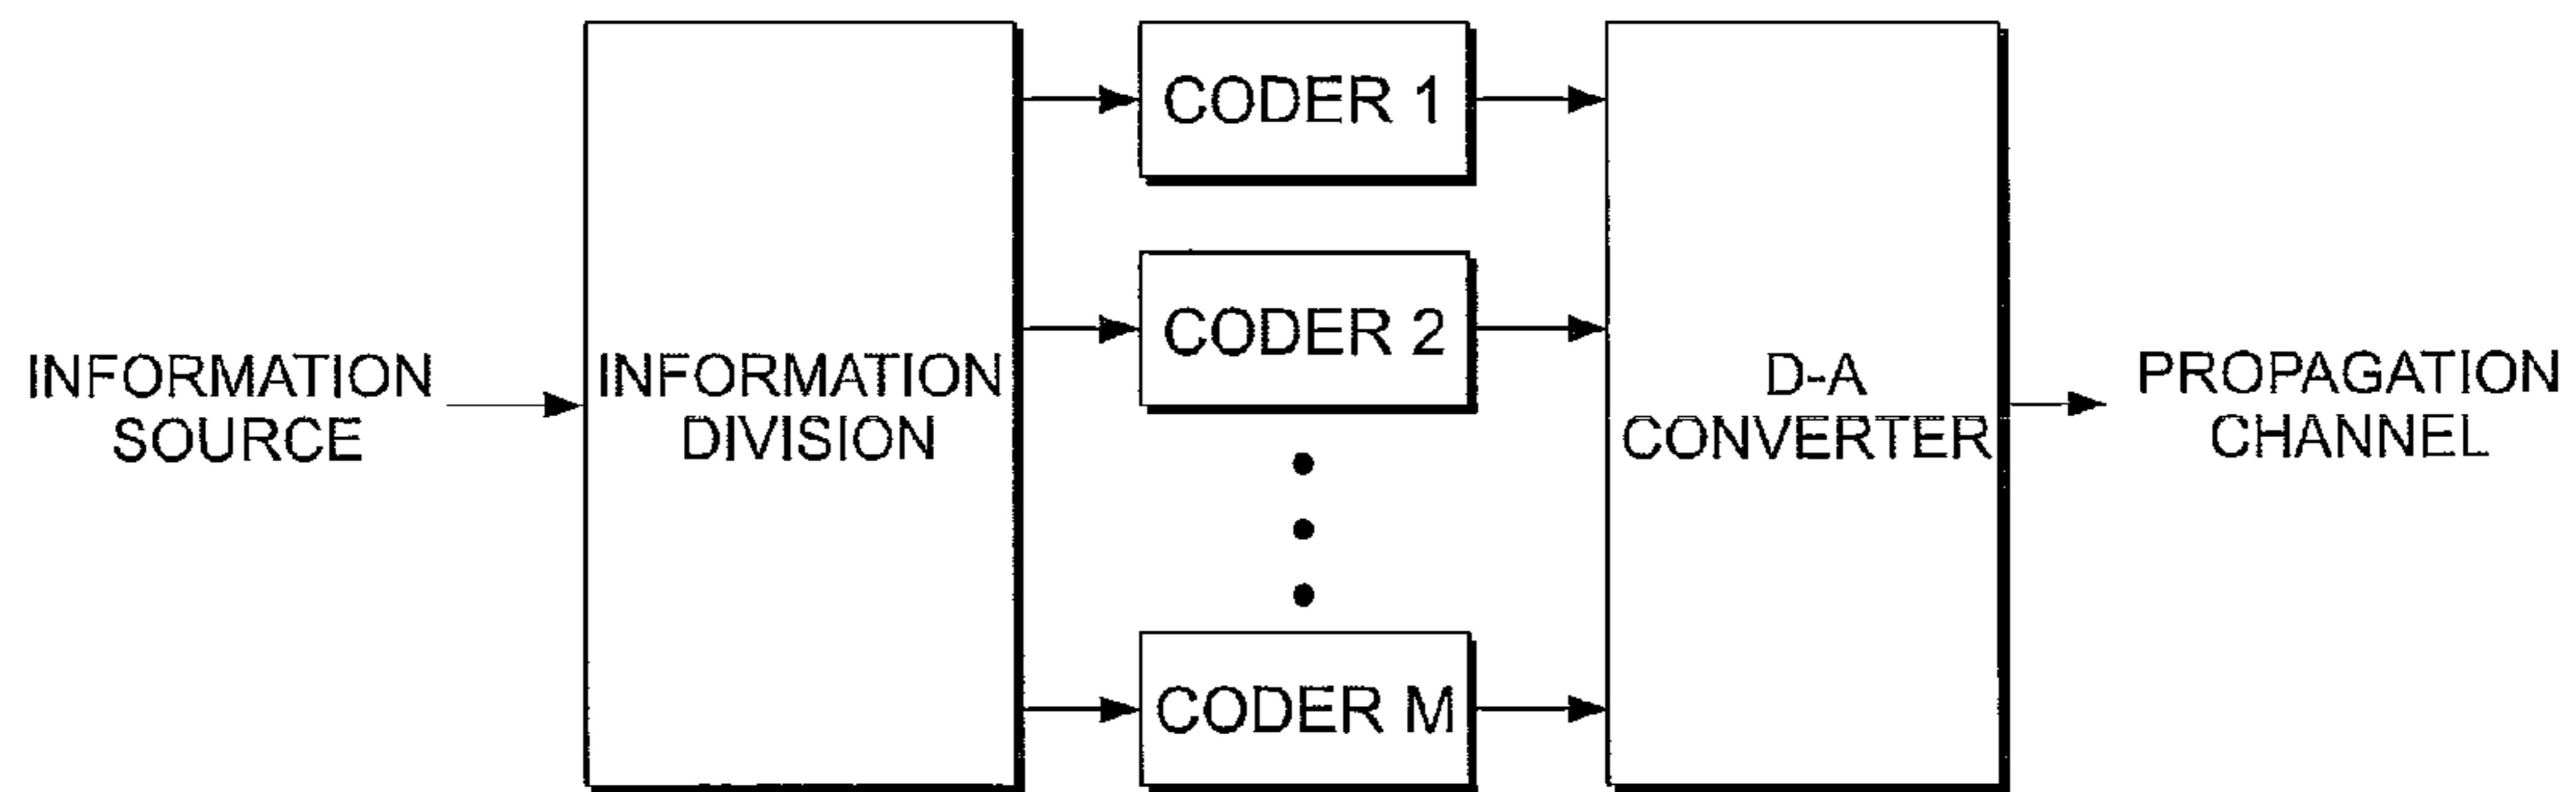 INFORMATION
SOURCE
INFORMATION
DIVISION
CODER 1
CODER 2
CODER M
D-A
CONVERTER
PROPAGATION
CHANNEL